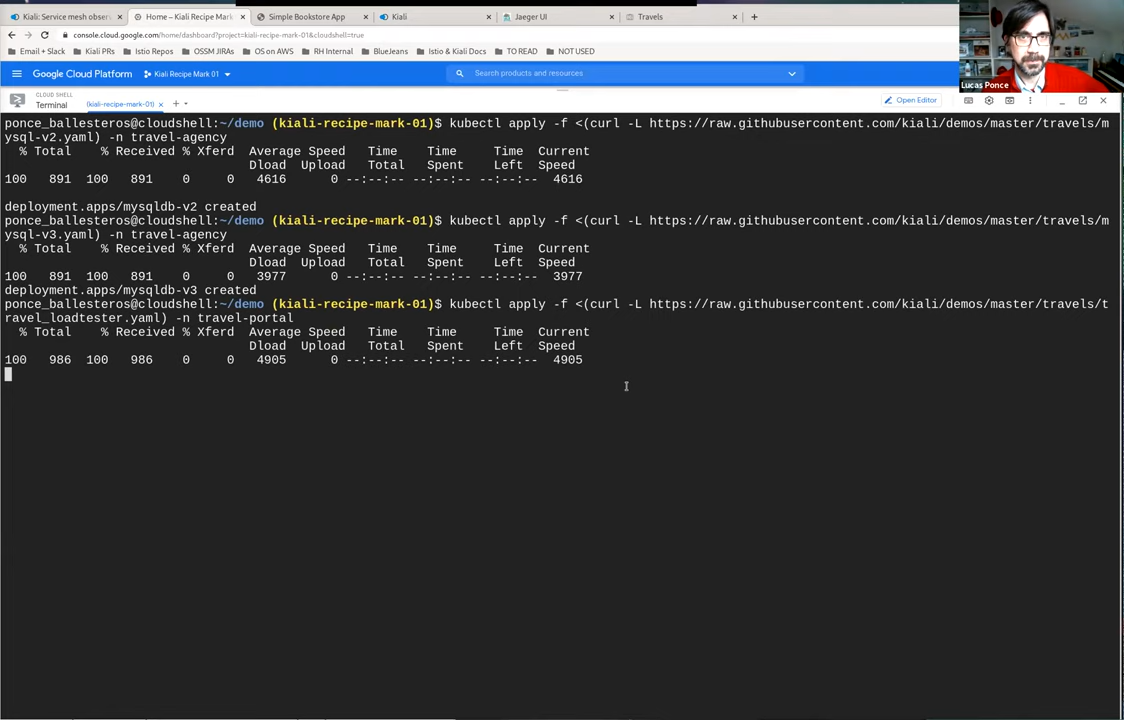 Kiali: Service mesh obser
Home – Kiali Recipe Mark
Simple Bookstore App
Kiali
Jaeger UI
Travels
console.cloud.google.com/home/dashboard?project=kiali-recipe-mark-01&cloudshell=true
Email + Slack
Kiali PRs
Istio Repos
OSSM JIRAs
OS on AWS
RH Internal
BlueJeans
Istio & Kiali Docs
TO READ
NOT USED
Google Cloud Platform
Kiali Recipe Mark 01
Search products and resources
Lucas Ponce
CLOUD SHELL
Terminal
(kiali-recipe-mark-01)
Open Editor
ponce_ballesteros@cloudshell:~/demo (kiali-recipe-mark-01)$ kubectl apply -f <(curl -L https://raw.githubusercontent.com/kiali/demos/master/travels/m
ysql-v2.yaml) -n travel-agency
% Total % Received % Xferd Average Speed Time Time Time Current
Dload Upload Total Spent Left Speed
100 891 100 891 0 0 4616 0 --:--:-- --:--:-- --:--:-- 4616
deployment.apps/mysqldb-v2 created
ponce_ballesteros@cloudshell:~/demo (kiali-recipe-mark-01)$ kubectl apply -f <(curl -L https://raw.githubusercontent.com/kiali/demos/master/travels/m
ysql-v3.yaml) -n travel-agency
% Total % Received % Xferd Average Speed Time Time Time Current
Dload Upload Total Spent Left Speed
100 891 100 891 0 0 3977 0 --:--:-- --:--:-- --:--:-- 3977
deployment.apps/mysqldb-v3 created
ponce_ballesteros@cloudshell:~/demo (kiali-recipe-mark-01)$ kubectl apply -f <(curl -L https://raw.githubusercontent.com/kiali/demos/master/travels/t
ravel_loadtester.yaml) -n travel-portal
% Total % Received % Xferd Average Speed Time Time Time Current
Dload Upload Total Spent Left Speed
100 986 100 986 0 0 4905 0 --:--:-- --:--:-- --:--:-- 4905